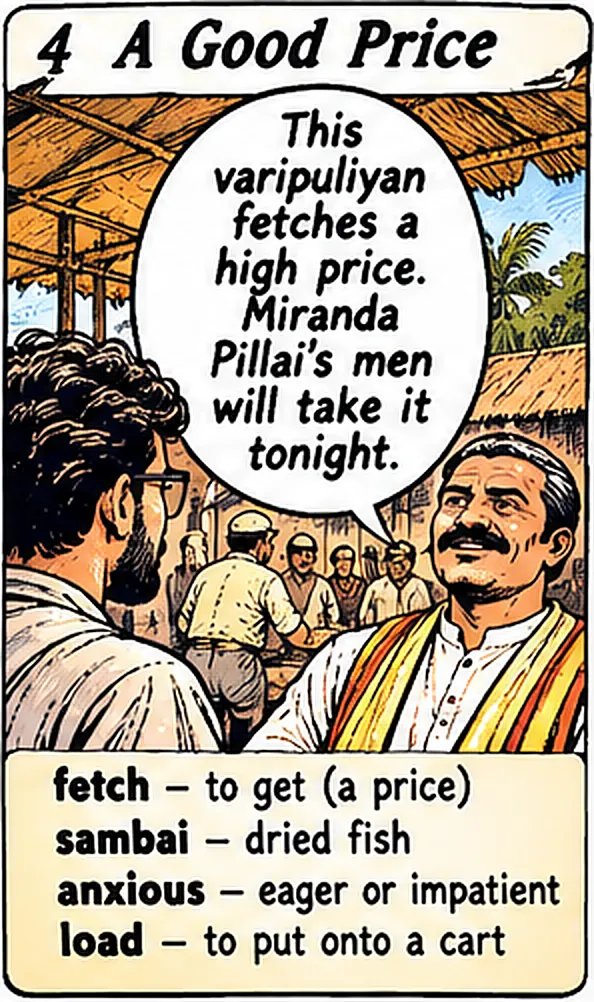 4 A Good Price
This
varipuliyan
fetches a
high price.
Miranda
Pillai's men
will take it
tonight.
fetch – to get (a price)
sambai – dried fish
anxious – eager or impatient
load – to put onto a cart